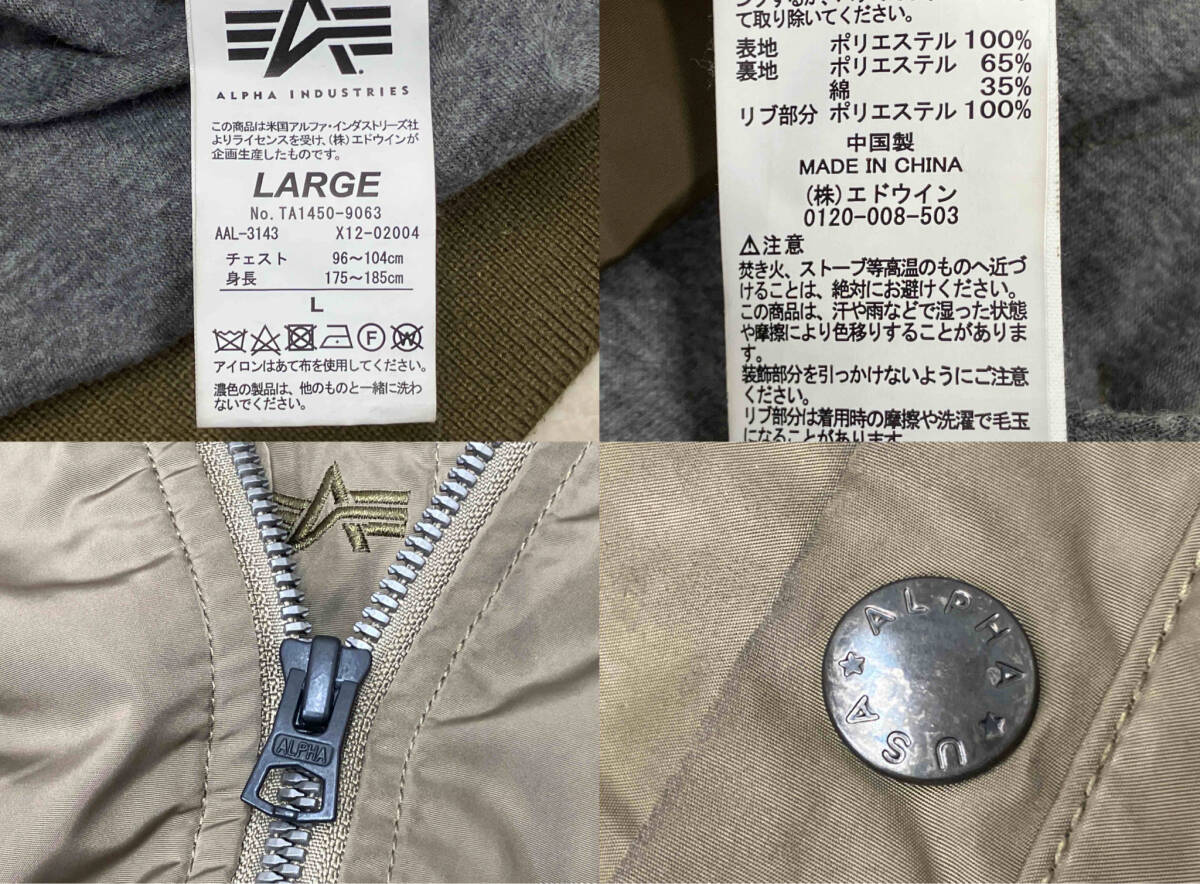 ALPHA INDUSTRIES
この商品は米国アルファ・インダストリーズ社
よりライセンスを受け、(株)エドウインが
企画生産したものです。
LARGE
No. TA1450-9063
AAL-3143 X12-02004
チェスト 96～104cm
身長 175～185cm
L
F W
アイロンはあて布を使用してください。
濃色の製品は、他のものと一緒に洗わ
ないでください。
て取り除いてください。
表地 ポリエステル 100%
裏地 ポリエステル 65%
綿 35%
リブ部分 ポリエステル 100%
中国製
MADE IN CHINA
(株)エドウイン
0120-008-503
⚠注意
焚き火、ストーブ等高温のものへ近づ
けることは、絶対にお避けください。
この商品は、汗や雨などで湿った状態
や摩擦により色移りすることがありま
す。
装飾部分を引っかけないようにご注意
ください。
リブ部分は着用時の摩擦や洗濯で毛玉
になることがあります。
ALPHA
ALPHA ★ USA ★